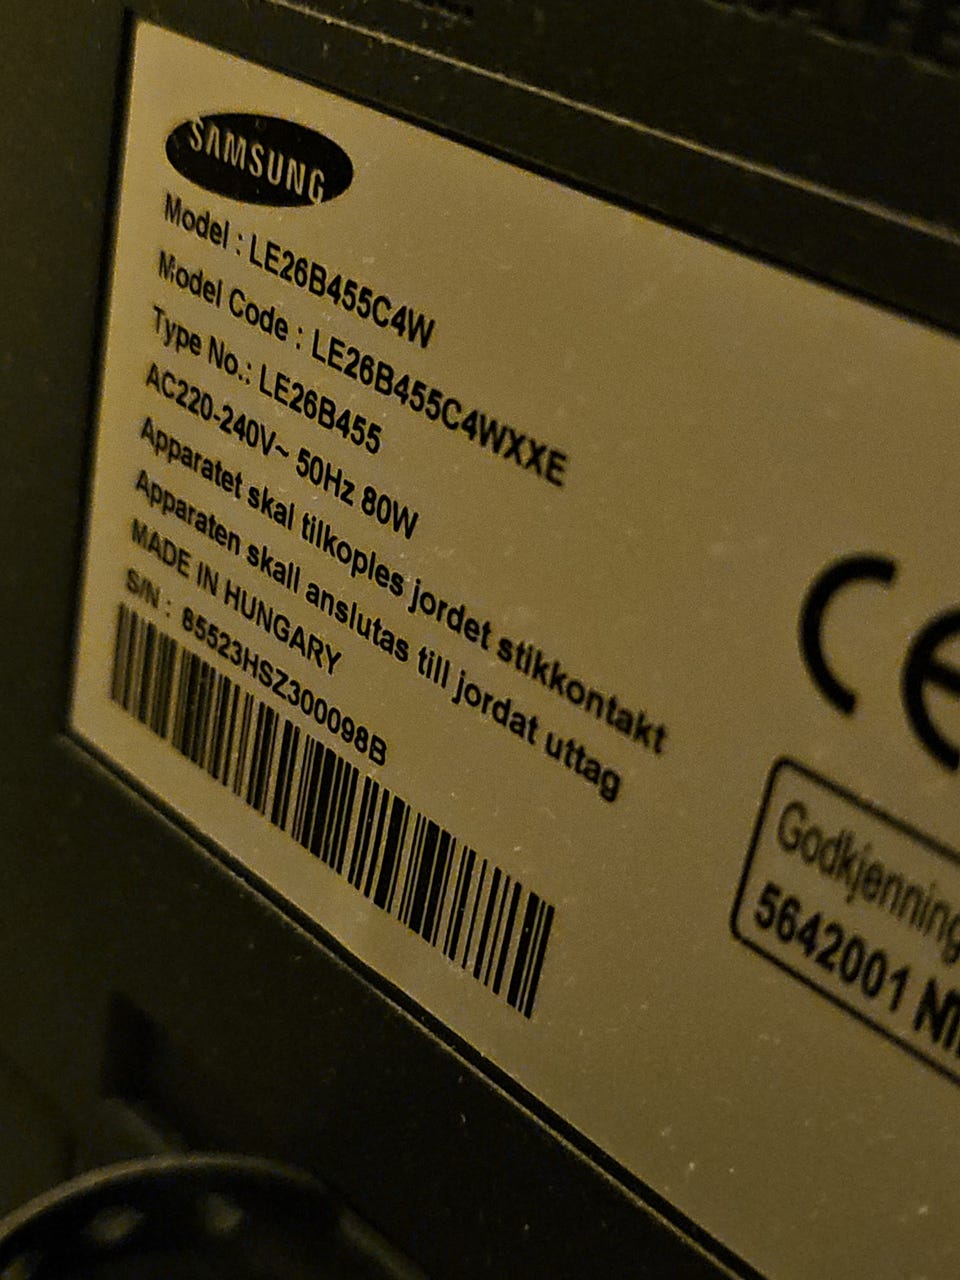 SAMSUNG
Model : LE26B455C4W
Model Code : LE26B455C4WXXE
Type No.: LE26B455
AC220-240V~ 50Hz 80W
Apparatet skal tilkoples jordet stikkontakt
Apparaten skall anslutas till jordat uttag
MADE IN HUNGARY
S/N : 85523HSZ300098B
CE
Godkjenning
5642001